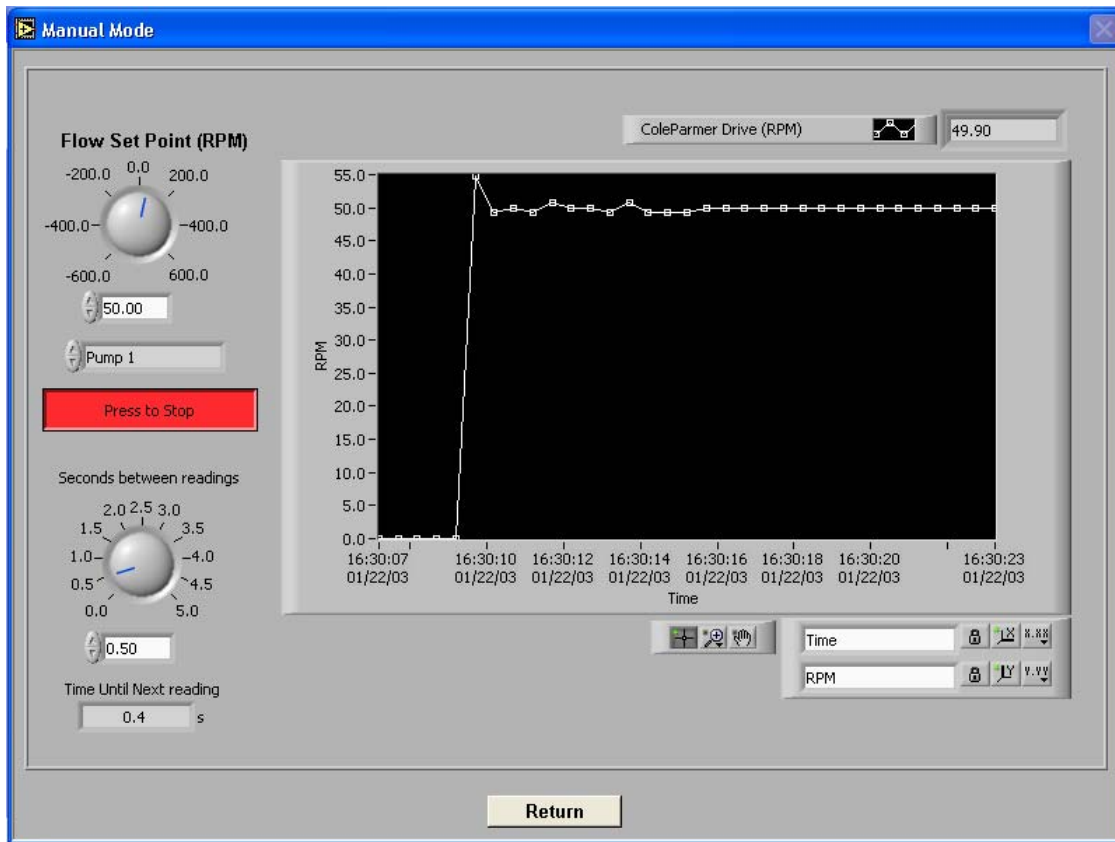 Manual Mode
Flow Set Point (RPM)
-600.0 -400.0 -200.0 0.0 200.0 400.0 600.0
50.00
Pump 1
Press to Stop
Seconds between readings
0.0 0.5 1.0 1.5 2.0 2.5 3.0 3.5 4.0 4.5 5.0
0.50
Time Until Next reading
0.4 s
ColeParmer Drive (RPM) 49.90
RPM
55.0
50.0
45.0
40.0
35.0
30.0
25.0
20.0
15.0
10.0
5.0
0.0
16:30:07 16:30:10 16:30:12 16:30:14 16:30:16 16:30:18 16:30:20 16:30:23
01/22/03 01/22/03 01/22/03 01/22/03 01/22/03 01/22/03 01/22/03 01/22/03
Time
Time X X.XX
RPM Y Y.YY
Return